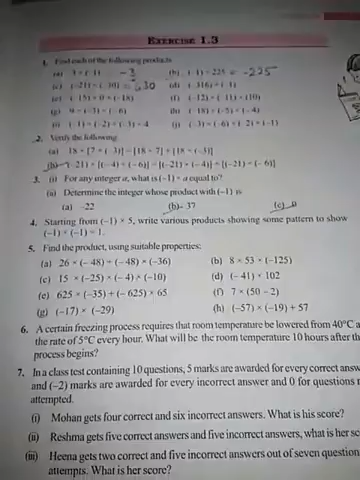 EXERCISE 1.3
1. Find each of the following products:
(a) 3 × (–1) –3 (b) (–1) × 225 = -225
(c) (–21) × (–30) = 630 (d) (–316) × (–1)
(e) (–15) × 0 × (–18) (f) (–12) × (–11) × (10)
(g) 9 × (–3) × (–6) (h) (–18) × (–5) × (–4)
(i) (–1) × (–2) × (–3) × 4 (j) (–3) × (–6) × (–2) × (–1)
2. Verify the following:
(a) 18 × [7 + (–3)] = [18 × 7] + [18 × (–3)]
(b) (–21) × [(–4) + (–6)] = [(–21) × (–4)] + [(–21) × (–6)]
3. (i) For any integer a, what is (–1) × a equal to?
(ii) Determine the integer whose product with (–1) is
(a) –22 (b) 37 (c) 0
4. Starting from (–1) × 5, write various products showing some pattern to show
(–1) × (–1) = 1.
5. Find the product, using suitable properties:
(a) 26 × (– 48) + (– 48) × (–36) (b) 8 × 53 × (–125)
(c) 15 × (–25) × (– 4) × (–10) (d) (– 41) × 102
(e) 625 × (–35) + (– 625) × 65 (f) 7 × (50 – 2)
(g) (–17) × (–29) (h) (–57) × (–19) + 57
6. A certain freezing process requires that room temperature be lowered from 40°C a
the rate of 5°C every hour. What will be the room temperature 10 hours after th
process begins?
7. In a class test containing 10 questions, 5 marks are awarded for every correct answ
and (–2) marks are awarded for every incorrect answer and 0 for questions n
attempted.
(i) Mohan gets four correct and six incorrect answers. What is his score?
(ii) Reshma gets five correct answers and five incorrect answers, what is her sc
(iii) Heena gets two correct and five incorrect answers out of seven question
attempts. What is her score?